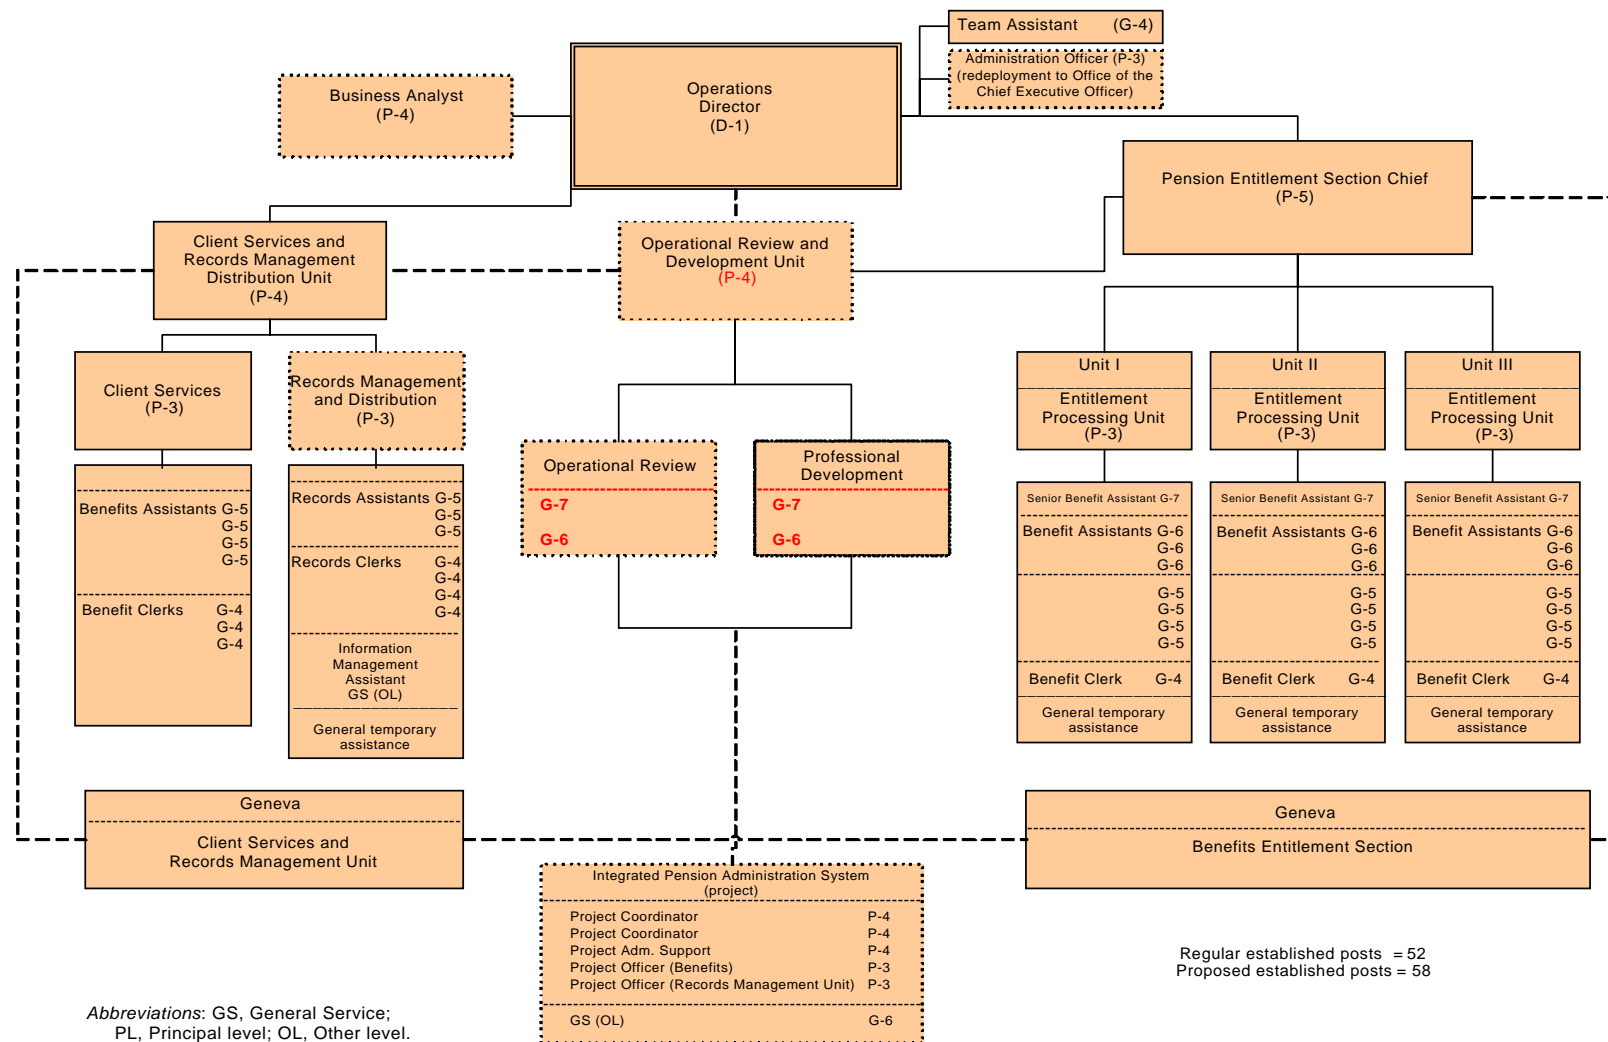 Team Assistant (G-4)
Administration Officer (P-3)
(redeployment to Office of the
Chief Executive Officer)
Business Analyst
(P-4)
Operations
Director
(D-1)
Pension Entitlement Section Chief
(P-5)
Client Services and
Records Management
Distribution Unit
(P-4)
Operational Review and
Development Unit
(P-4)
Client Services
(P-3)
Records Management
and Distribution
(P-3)
Benefits Assistants G-5
G-5
G-5
G-5
Benefit Clerks G-4
G-4
G-4
Records Assistants G-5
G-5
G-5
Records Clerks G-4
G-4
G-4
G-4
Information
Management
Assistant
GS (OL)
General temporary
assistance
Operational Review
G-7
G-6
Professional
Development
G-7
G-6
Unit I
Entitlement
Processing Unit
(P-3)
Senior Benefit Assistant G-7
Benefit Assistants G-6
G-6
G-6
G-5
G-5
G-5
G-5
Benefit Clerk G-4
General temporary
assistance
Unit II
Entitlement
Processing Unit
(P-3)
Senior Benefit Assistant G-7
Benefit Assistants G-6
G-6
G-6
G-5
G-5
G-5
G-5
Benefit Clerk G-4
General temporary
assistance
Unit III
Entitlement
Processing Unit
(P-3)
Senior Benefit Assistant G-7
Benefit Assistants G-6
G-6
G-6
G-5
G-5
G-5
G-5
Benefit Clerk G-4
General temporary
assistance
Geneva
Client Services and
Records Management Unit
Geneva
Benefits Entitlement Section
Integrated Pension Administration System
(project)
Project Coordinator P-4
Project Coordinator P-4
Project Adm. Support P-4
Project Officer (Benefits) P-3
Project Officer (Records Management Unit) P-3
GS (OL) G-6
Regular established posts = 52
Proposed established posts = 58
Abbreviations: GS, General Service;
PL, Principal level; OL, Other level.